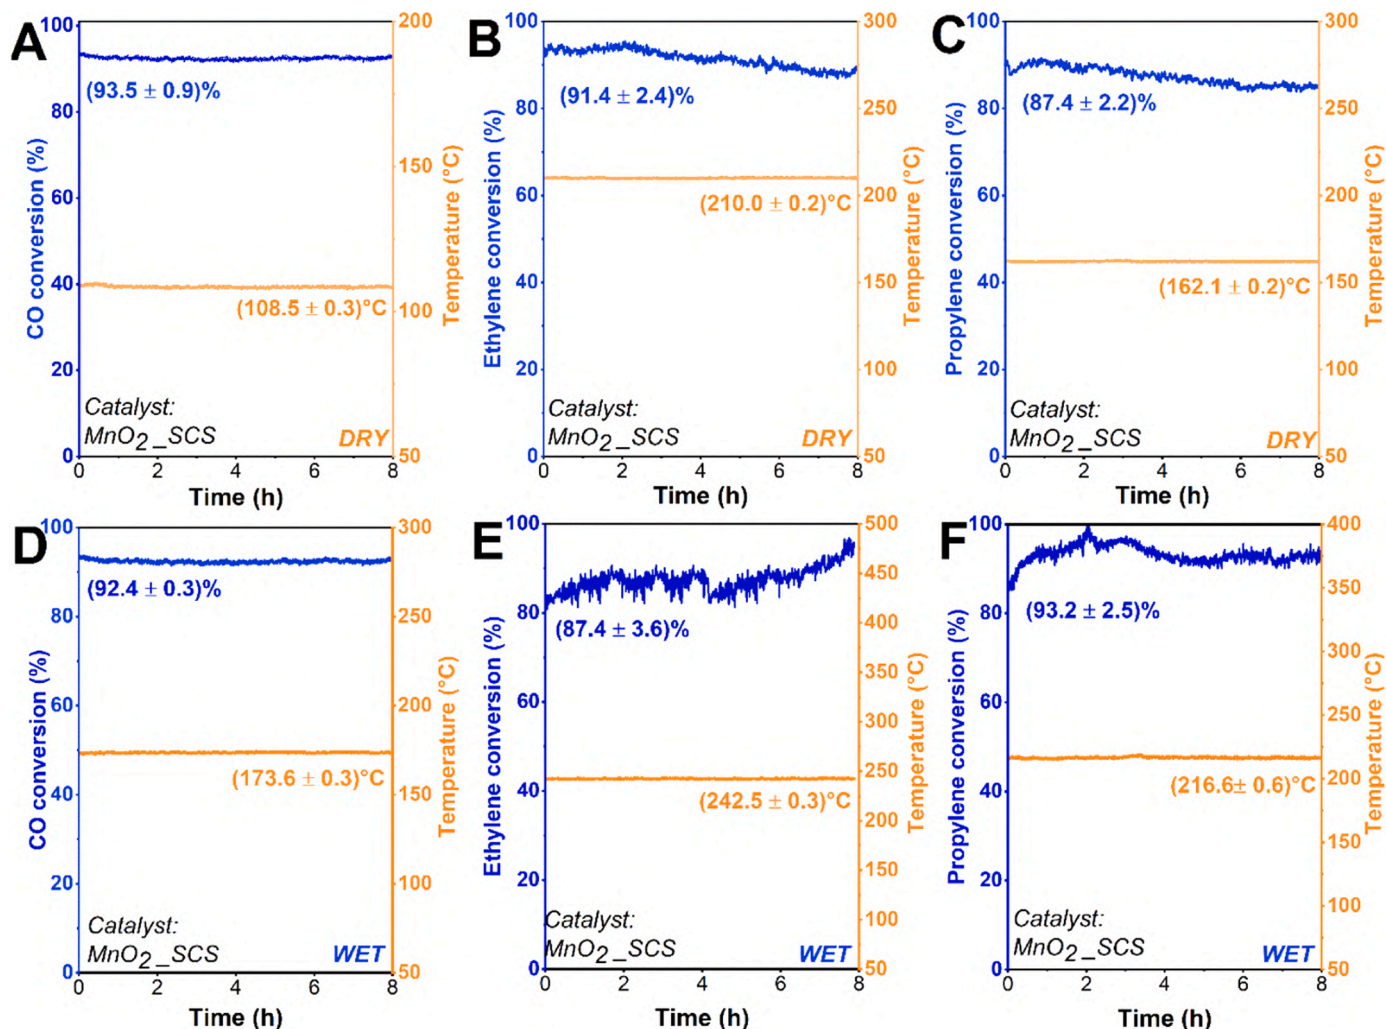 A
100
80
60
40
20
0
CO conversion (%)
(93.5 ± 0.9)%
(108.5 ± 0.3)°C
Catalyst:
MnO2_SCS
DRY
200
150
100
50
Temperature (°C)
0 2 4 6 8
Time (h)
B
100
80
60
40
20
0
Ethylene conversion (%)
(91.4 ± 2.4)%
(210.0 ± 0.2)°C
Catalyst:
MnO2_SCS
DRY
300
250
200
150
100
50
Temperature (°C)
0 2 4 6 8
Time (h)
C
100
80
60
40
20
0
Propylene conversion (%)
(87.4 ± 2.2)%
(162.1 ± 0.2)°C
Catalyst:
MnO2_SCS
DRY
300
250
200
150
100
50
Temperature (°C)
0 2 4 6 8
Time (h)
D
100
80
60
40
20
0
CO conversion (%)
(92.4 ± 0.3)%
(173.6 ± 0.3)°C
Catalyst:
MnO2_SCS
WET
300
250
200
150
100
50
Temperature (°C)
0 2 4 6 8
Time (h)
E
100
80
60
40
20
0
Ethylene conversion (%)
(87.4 ± 3.6)%
(242.5 ± 0.3)°C
Catalyst:
MnO2_SCS
WET
500
450
400
350
300
250
200
150
100
50
Temperature (°C)
0 2 4 6 8
Time (h)
F
100
80
60
40
20
0
Propylene conversion (%)
(93.2 ± 2.5)%
(216.6± 0.6)°C
Catalyst:
MnO2_SCS
WET
400
350
300
250
200
150
100
50
Temperature (°C)
0 2 4 6 8
Time (h)